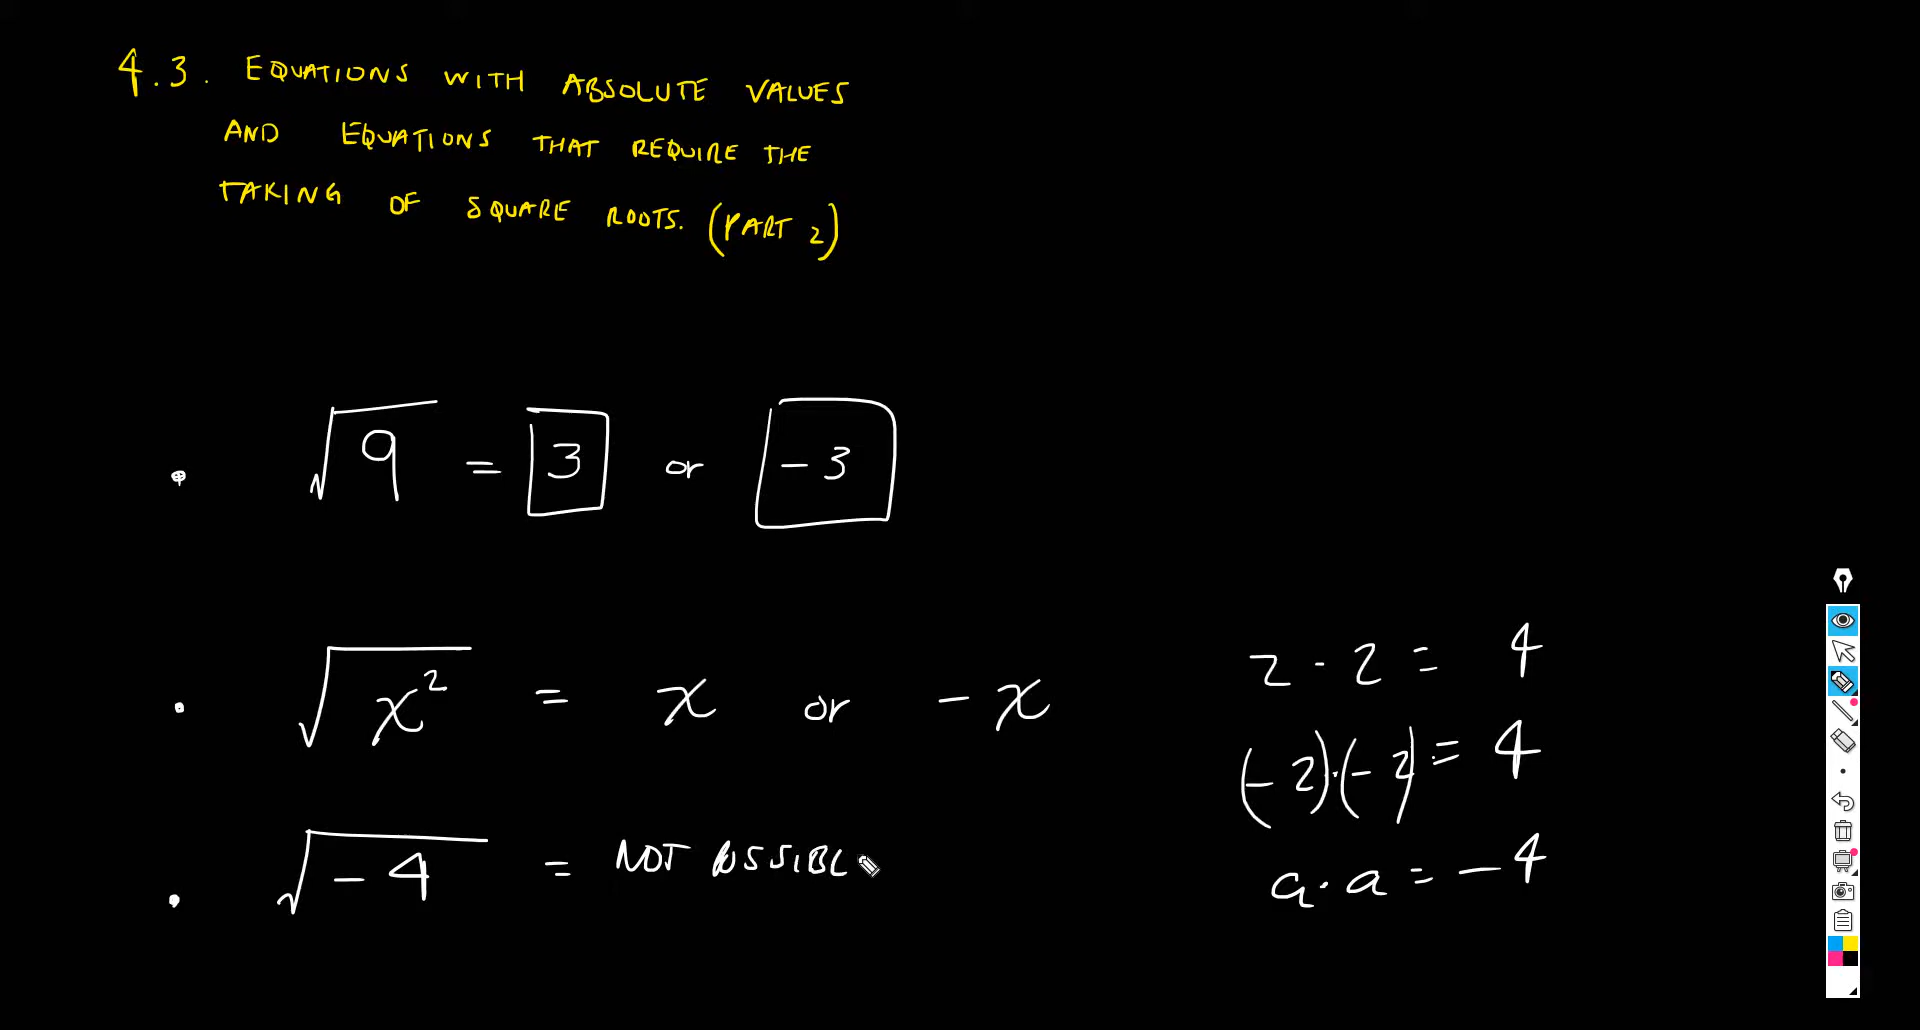 4.3. EQUATIONS WITH ABSOLUTE VALUES
AND EQUATIONS THAT REQUIRE THE
TAKING OF SQUARE ROOTS. (PART 2)
• √9 = 3 or -3
• √x² = x or -x
• √-4 = NOT POSSIBL
2 · 2 = 4
(-2)·(-2) = 4
a · a = -4